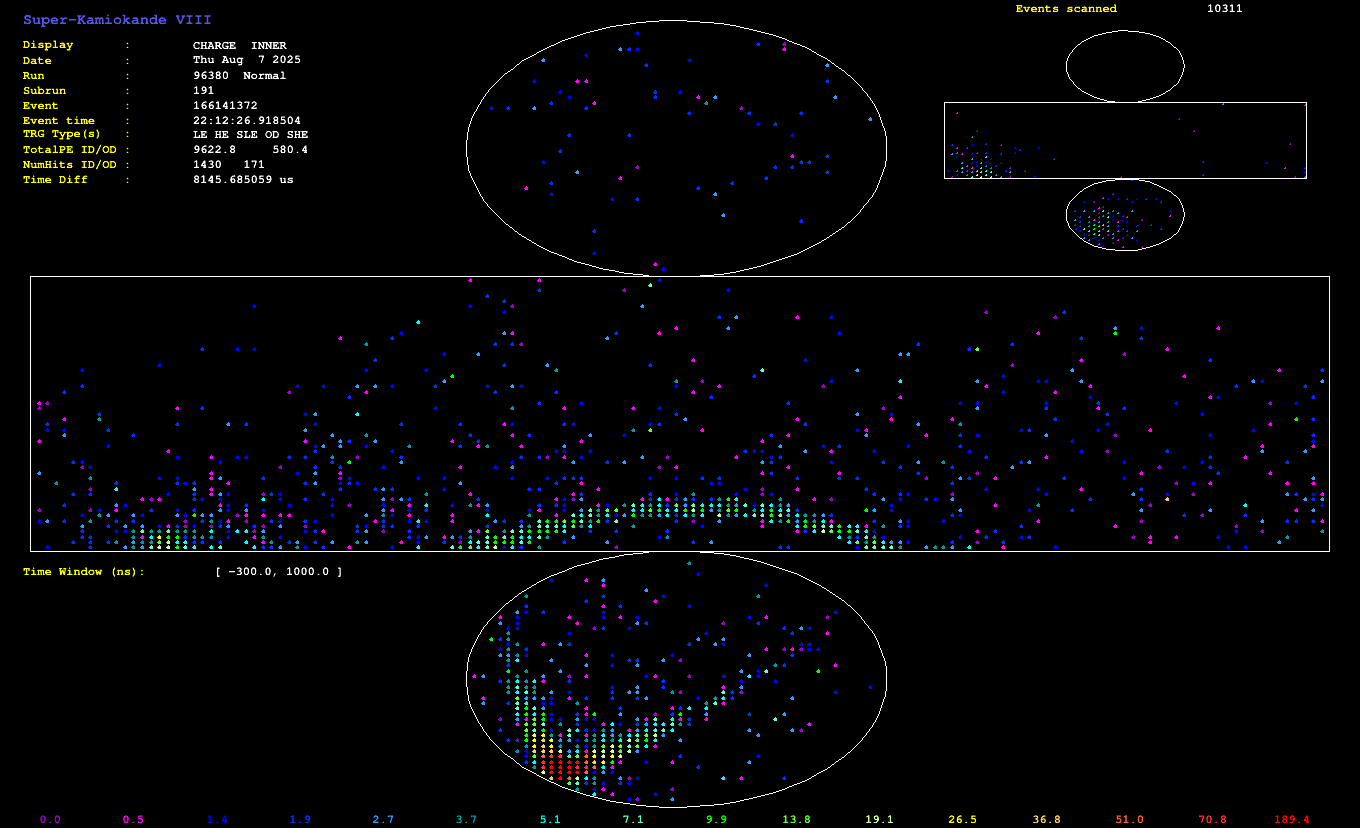 Super-Kamiokande VIII
Events scanned 10311
Display : CHARGE INNER
Date : Thu Aug 7 2025
Run : 96380 Normal
Subrun : 191
Event : 166141372
Event time : 22:12:26.918504
TRG Type(s) : LE HE SLE OD SHE
TotalPE ID/OD : 9622.8 580.4
NumHits ID/OD : 1430 171
Time Diff : 8145.685059 us
Time Window (ns): [ -300.0, 1000.0 ]
0.0 0.5 1.4 1.9 2.7 3.7 5.1 7.1 9.9 13.8 19.1 26.5 36.8 51.0 70.8 189.4